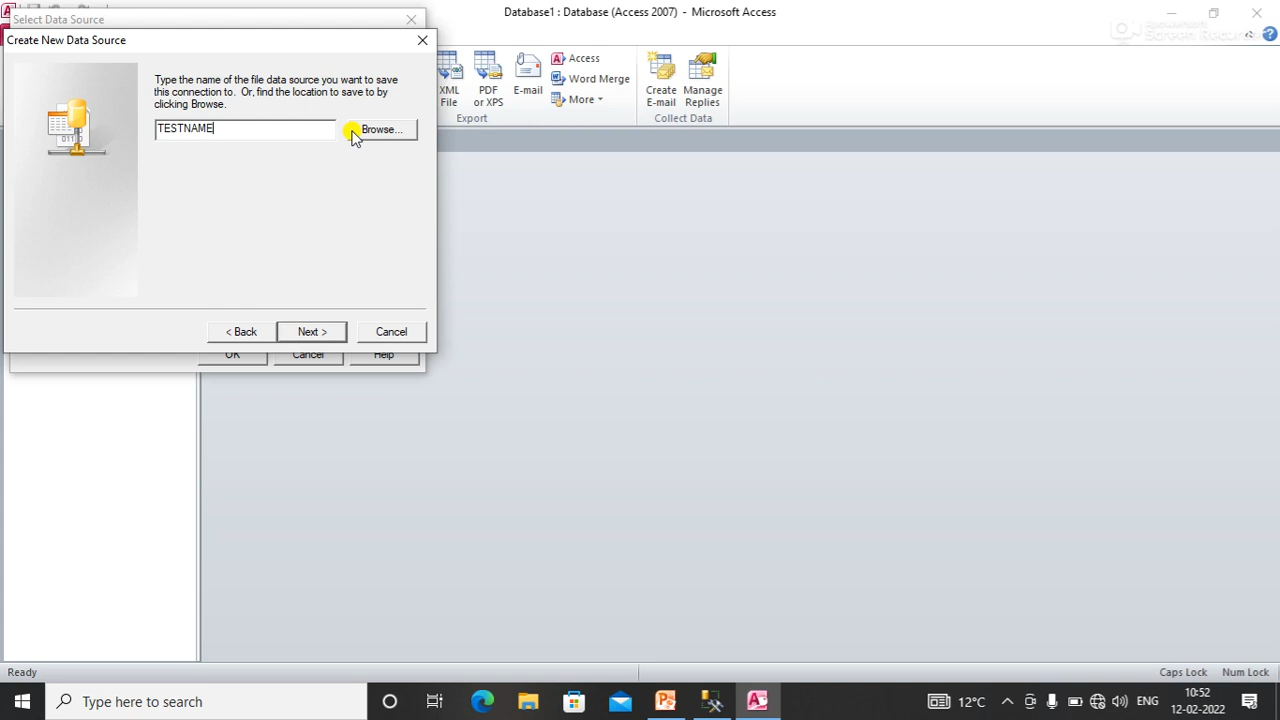 Select Data Source
Database1 : Database (Access 2007) - Microsoft Access
Create New Data Source
Type the name of the file data source you want to save
this connection to. Or, find the location to save to by
clicking Browse.
TESTNAME
Browse...
< Back
Next >
Cancel
OK
Cancel
Help
XML
File
PDF
or XPS
E-mail
Access
Word Merge
More
Export
Create
E-mail
Manage
Replies
Collect Data
Ready
Caps Lock
Num Lock
Type here to search
12°C
ENG
10:52
12-02-2022